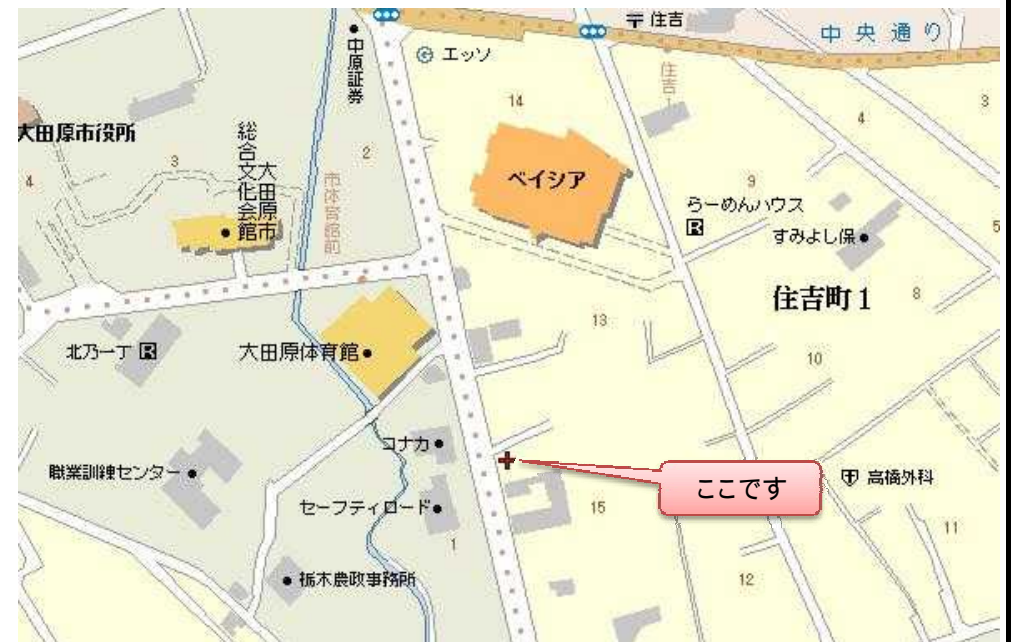 〒住吉
中央通り
中原証券
エッソ
14
住吉1
3
4
大田原市役所
3
4
大田原市
総合文化会館
2
市体育館前
ベイシア
9
らーめんハウス
すみよし保
5
住吉町1
8
13
10
北乃一丁
大田原体育館
コナカ
職業訓練センター
セーフティロード
ここです
高橋外科
15
11
1
12
栃木農政事務所